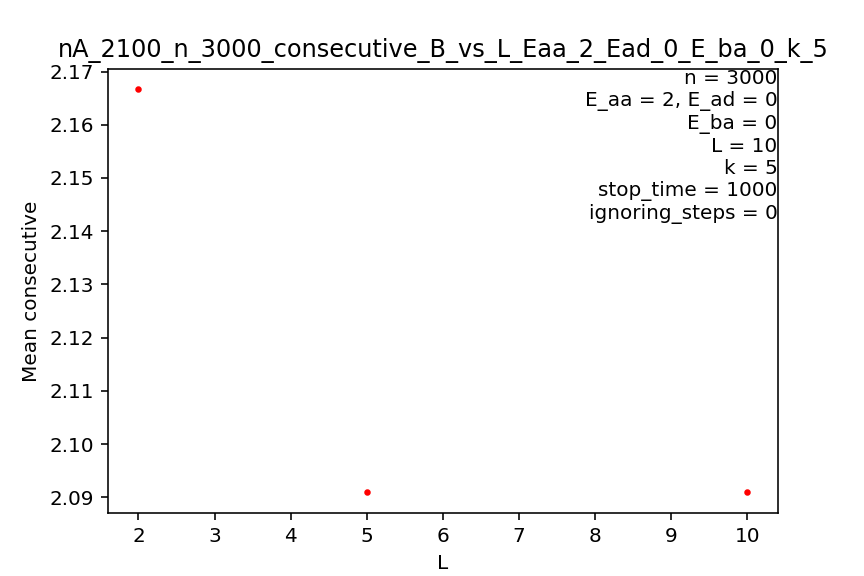 nA_2100_n_3000_consecutive_B_vs_L_Eaa_2_Ead_0_E_ba_0_k_5
n = 3000
E_aa = 2, E_ad = 0
E_ba = 0
L = 10
k = 5
stop_time = 1000
ignoring_steps = 0
Mean consecutive
2.17
2.16
2.15
2.14
2.13
2.12
2.11
2.10
2.09
2 3 4 5 6 7 8 9 10
L